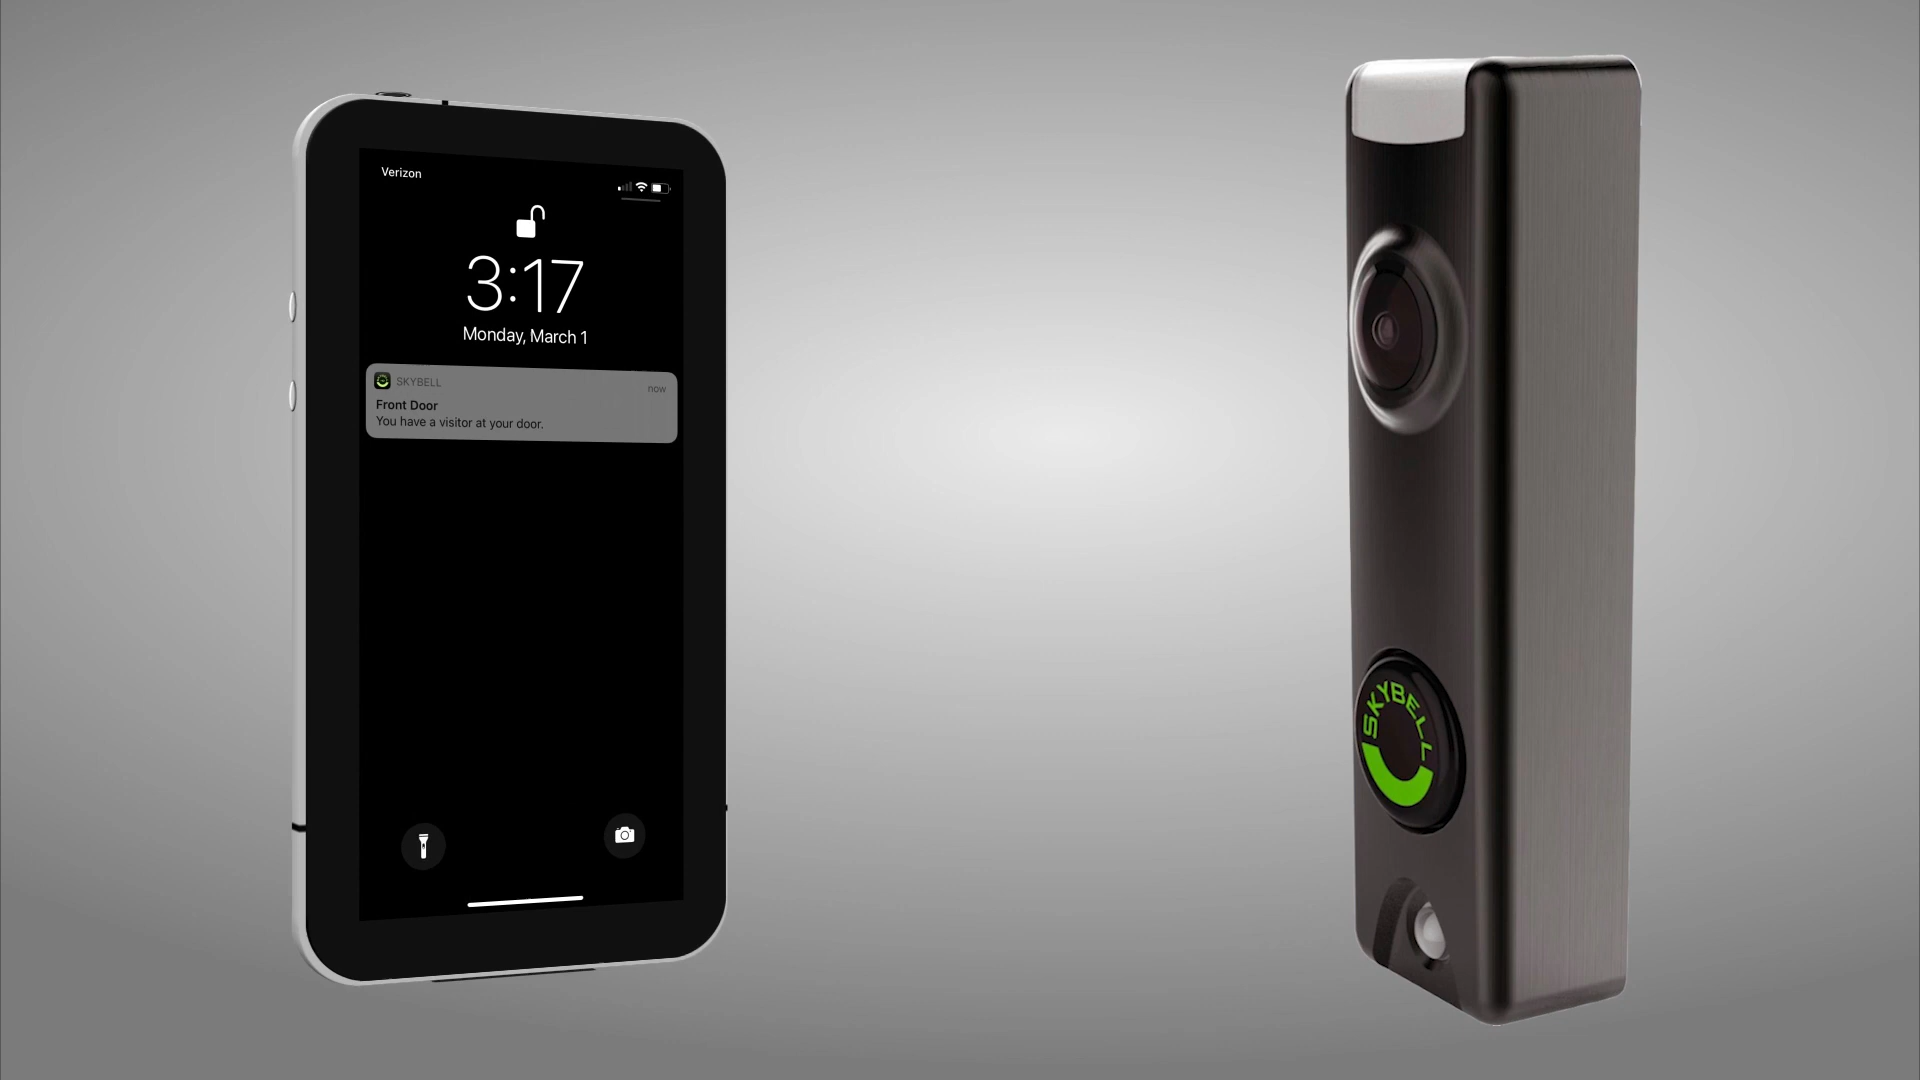 Verizon
3:17
Monday, March 1
SKYBELL
now
Front Door
You have a visitor at your door.
SKYBELL